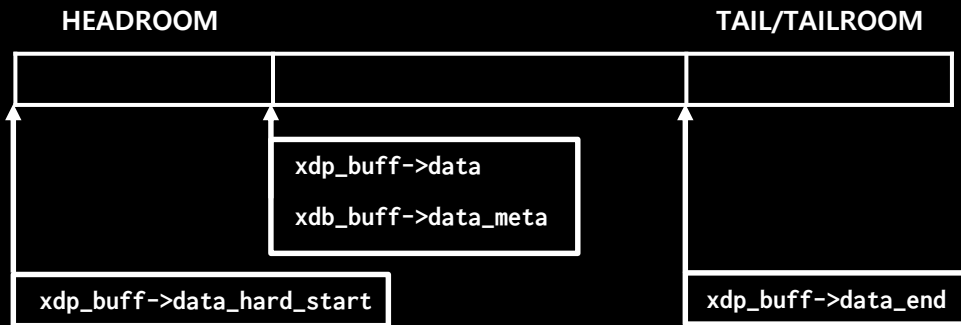 HEADROOM
TAIL/TAILROOM
xdp_buff->data
xdb_buff->data_meta
xdp_buff->data_hard_start
xdp_buff->data_end